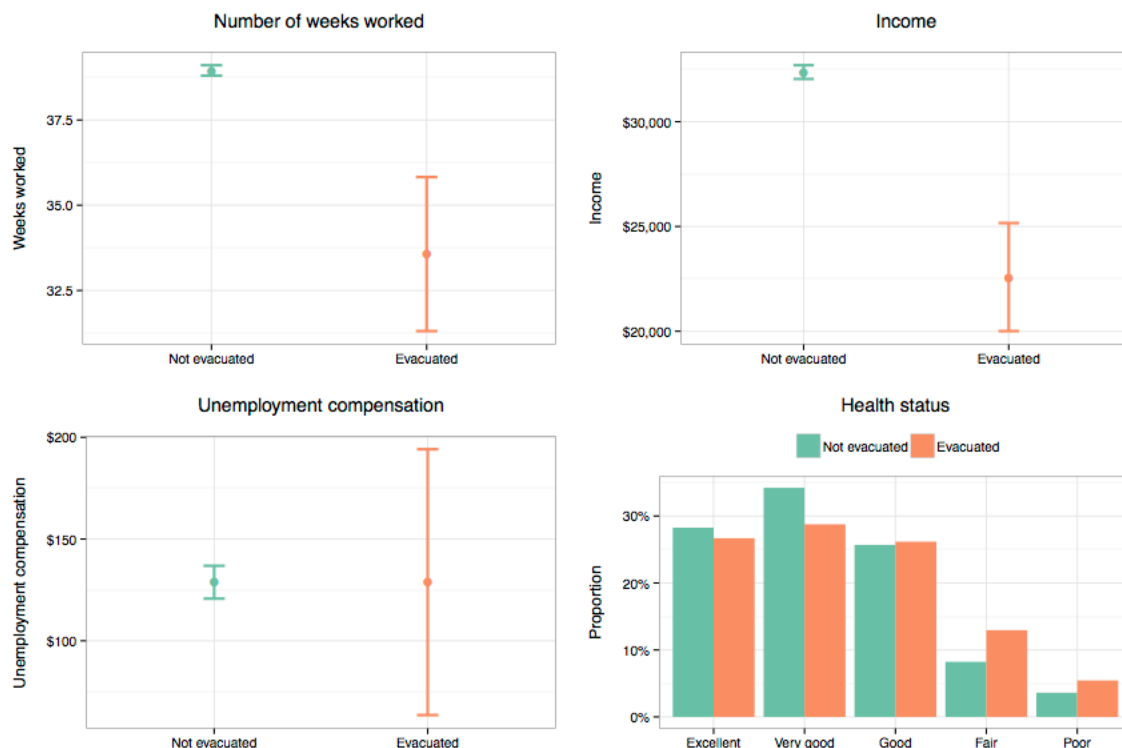 Number of weeks worked
Weeks worked
37.5
35.0
32.5
Not evacuated
Evacuated
Income
Income
$30,000
$25,000
$20,000
Not evacuated
Evacuated
Unemployment compensation
Unemployment compensation
$200
$150
$100
Not evacuated
Evacuated
Health status
Not evacuated
Evacuated
Proportion
30%
20%
10%
0%
Excellent
Very good
Good
Fair
Poor